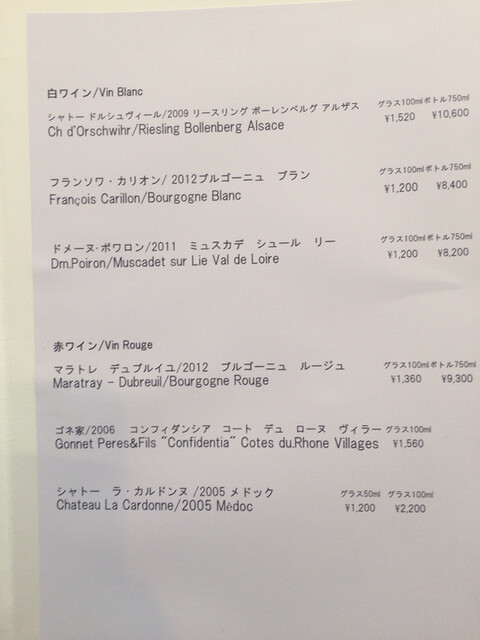 白ワイン/Vin Blanc
シャトー ドルシュヴィール/2009 リースリング ボーレンベルグ アルザス グラス100ml ボトル750ml
Ch d'Orschwihr/Riesling Bollenberg Alsace ¥1,520 ¥10,600
フランソワ・カリオン/ 2012ブルゴーニュ ブラン グラス100ml ボトル750ml
François Carillon/Bourgogne Blanc ¥1,200 ¥8,400
ドメーヌ・ポワロン/2011 ミュスカデ シュール リー グラス100ml ボトル750ml
Dm.Poiron/Muscadet sur Lie Val de Loire ¥1,200 ¥8,200
赤ワイン/Vin Rouge
マラトレ デュブルイユ/2012 ブルゴーニュ ルージュ グラス100ml ボトル750ml
Maratray - Dubreuil/Bourgogne Rouge ¥1,360 ¥9,300
ゴネ家/2006 コンフィダンシア コート デュ ローヌ ヴィラー グラス100ml
Gonnet Peres&Fils "Confidentia" Cotes du.Rhone Villages ¥1,560
シャトー ラ・カルドンヌ /2005 メドック グラス50ml グラス100ml
Chateau La Cardonne/2005 Médoc ¥1,200 ¥2,200